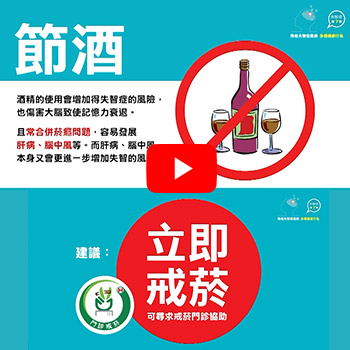 節酒
酒精的使用會增加得失智症的風險，
也傷害大腦致使記憶力衰退。
且常合併菸癮問題，容易發展
肝病、腦中風等。而肝病、腦中風
本身又會更進一步增加失智的風
建議：
立即
戒菸
可尋求戒菸門診協助
門診戒菸